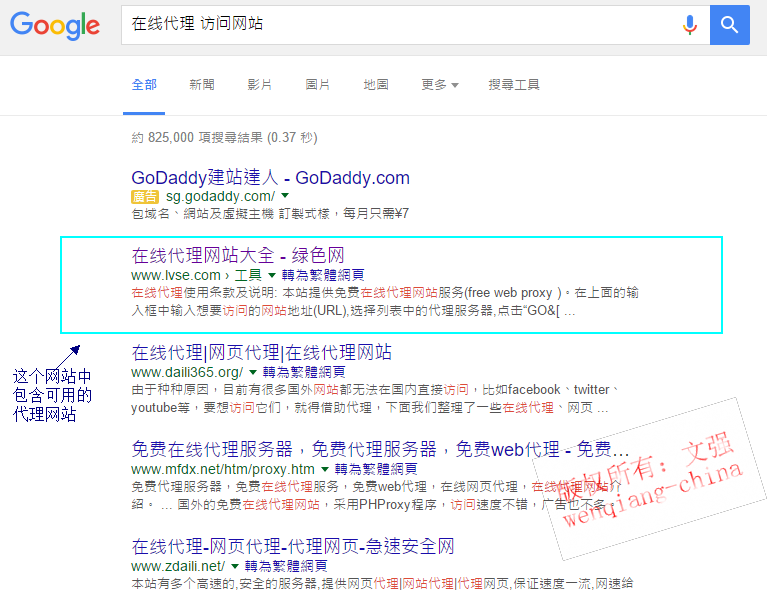 Google
在线代理 访问网站
全部 新聞 影片 圖片 地圖 更多 搜尋工具
約 825,000 項搜尋結果 (0.37 秒)
GoDaddy建站達人 - GoDaddy.com
廣告 sg.godaddy.com/
包域名、網站及虛擬主機 訂製式樣，每月只需¥7
在线代理网站大全 - 绿色网
www.lvse.com › 工具 轉為繁體網頁
在线代理使用条款及说明: 本站提供免费在线代理网站服务(free web proxy )。在上面的输
入框中输入想要访问的网站地址(URL),选择列表中的代理服务器,点击“GO&[ ...
这个网站中
包含可用的
代理网站
在线代理|网页代理|在线代理网站
www.daili365.org/ 轉為繁體網頁
由于种种原因，目前有很多国外网站都无法在国内直接访问，比如facebook、twitter、
youtube等，要想访问它们，就得借助代理，下面我们整理了一些在线代理、网页 ...
免费在线代理服务器，免费代理服务器，免费web代理 - 免费...
www.mfdx.net/htm/proxy.htm 轉為繁體網頁
免费代理服务器，免费在线代理服务，免费web代理，在线网页代理，在线代理网站介
紹。 ... 国外的免费在线代理网站，采用PHProxy程序，访问速度不错，广告也不多。
版权所有：文强
wenqiang-china
在线代理-网页代理-代理网页-急速安全网
www.zdaili.net/ 轉為繁體網頁
本站有多个高速的,安全的服务器,提供网页代理|网站代理|代理网页,保证速度一流,网速给